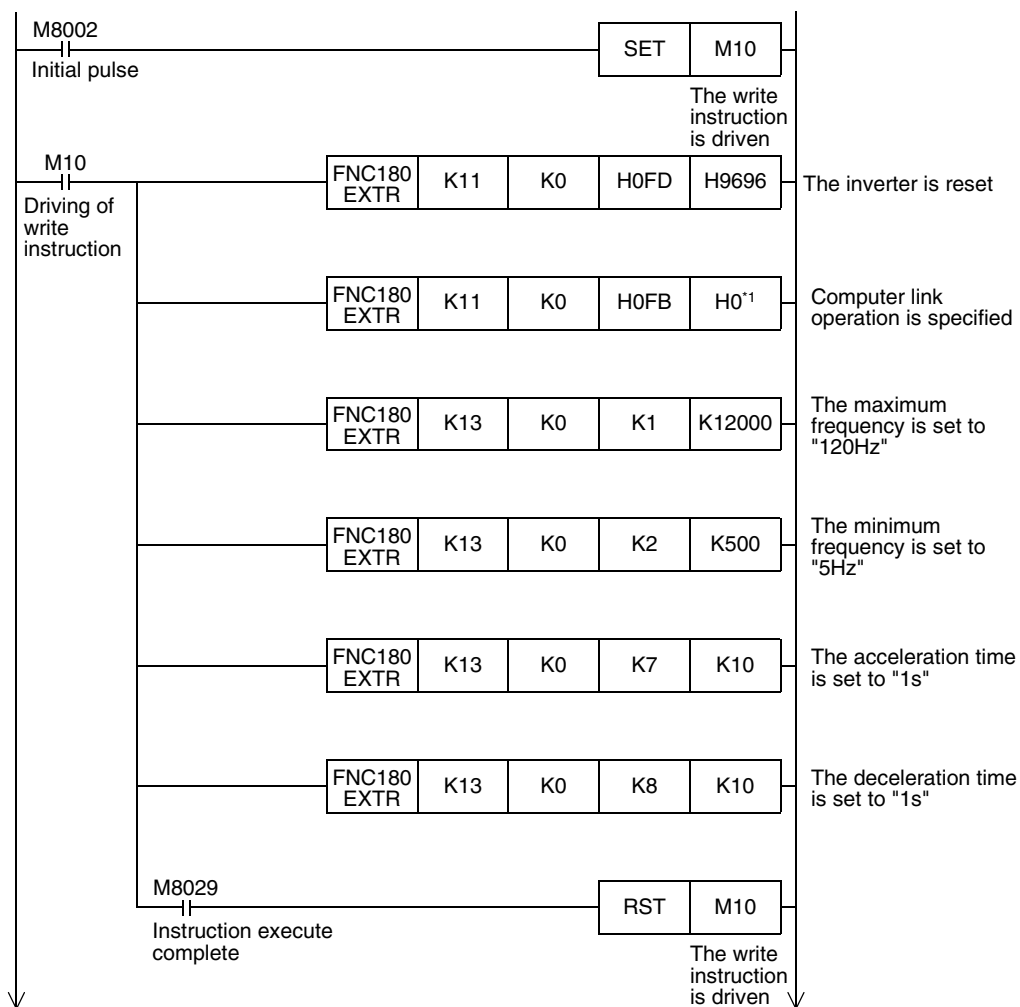 M8002
SET M10
Initial pulse
The write
instruction
is driven
M10
FNC180
EXTR K11 K0 H0FD H9696
The inverter is reset
Driving of
write
instruction
FNC180
EXTR K11 K0 H0FB H0*1
Computer link
operation is specified
FNC180
EXTR K13 K0 K1 K12000
The maximum
frequency is set to
"120Hz"
FNC180
EXTR K13 K0 K2 K500
The minimum
frequency is set to
"5Hz"
FNC180
EXTR K13 K0 K7 K10
The acceleration time
is set to "1s"
FNC180
EXTR K13 K0 K8 K10
The deceleration time
is set to "1s"
M8029
RST M10
Instruction execute
complete
The write
instruction
is driven